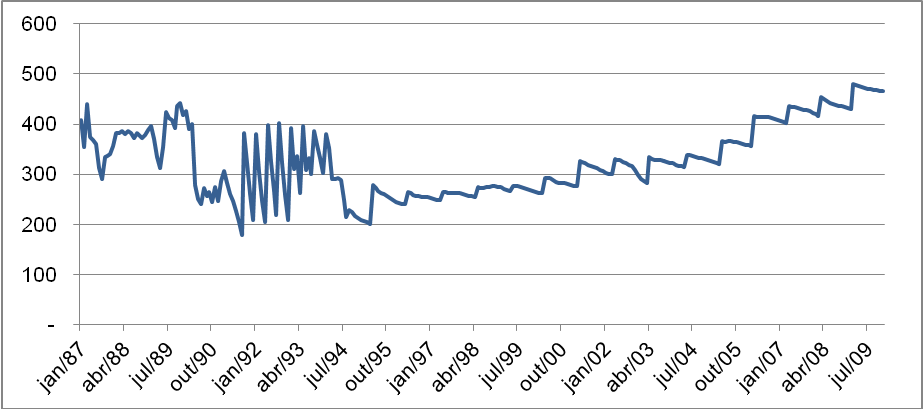 600
500
400
300
200
100
-
jan/87
abr/88
jul/89
out/90
jan/92
abr/93
jul/94
out/95
jan/97
abr/98
jul/99
out/00
jan/02
abr/03
jul/04
out/05
jan/07
abr/08
jul/09